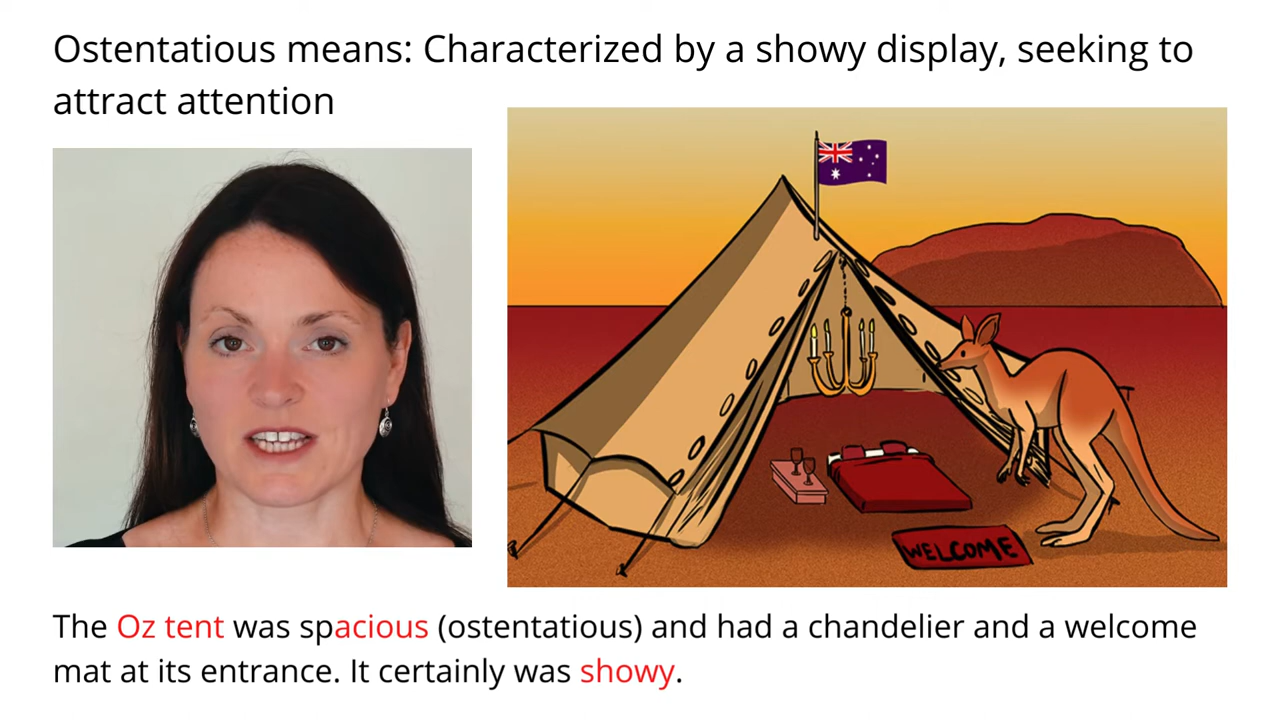 Ostentatious means: Characterized by a showy display, seeking to
attract attention
WELCOME
The Oz tent was spacious (ostentatious) and had a chandelier and a welcome
mat at its entrance. It certainly was showy.